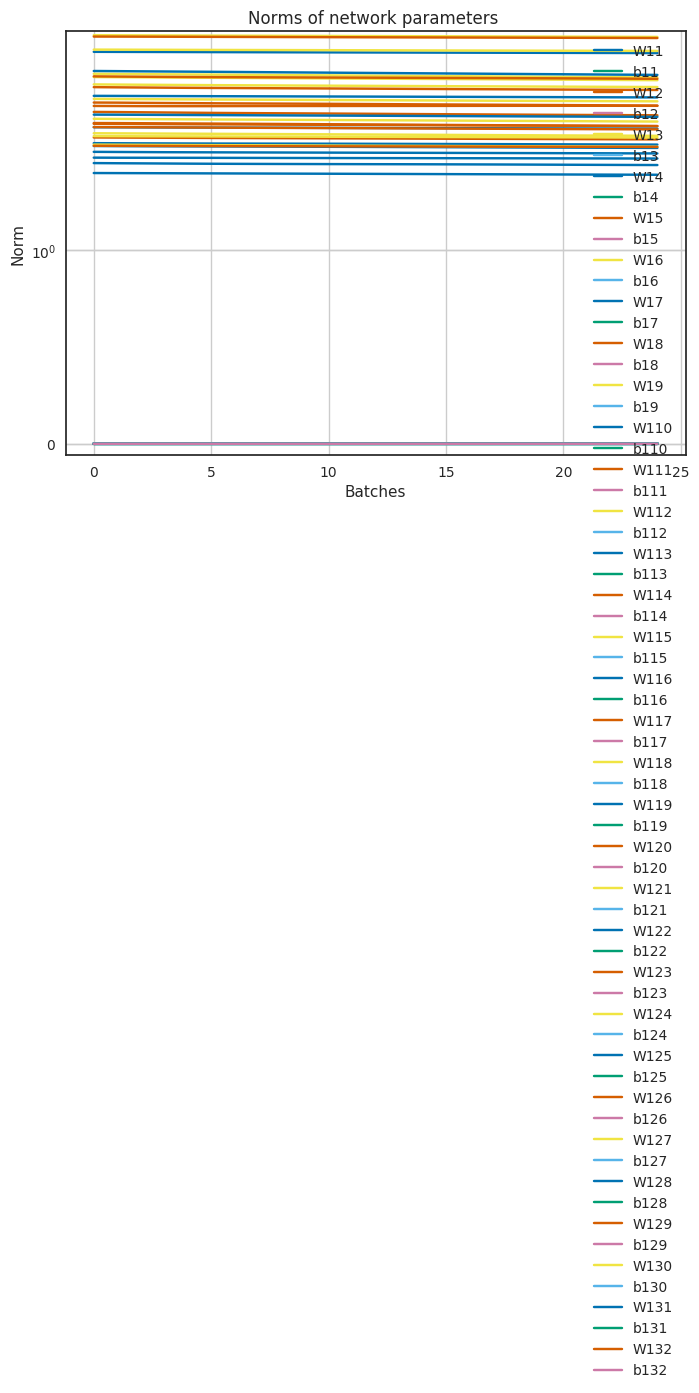 Norms of network parameters
Norm
10⁰
0
0 5 10 15 20 25
Batches
W11
b11
W12
b12
W13
b13
W14
b14
W15
b15
W16
b16
W17
b17
W18
b18
W19
b19
W110
b110
W111
b111
W112
b112
W113
b113
W114
b114
W115
b115
W116
b116
W117
b117
W118
b118
W119
b119
W120
b120
W121
b121
W122
b122
W123
b123
W124
b124
W125
b125
W126
b126
W127
b127
W128
b128
W129
b129
W130
b130
W131
b131
W132
b132